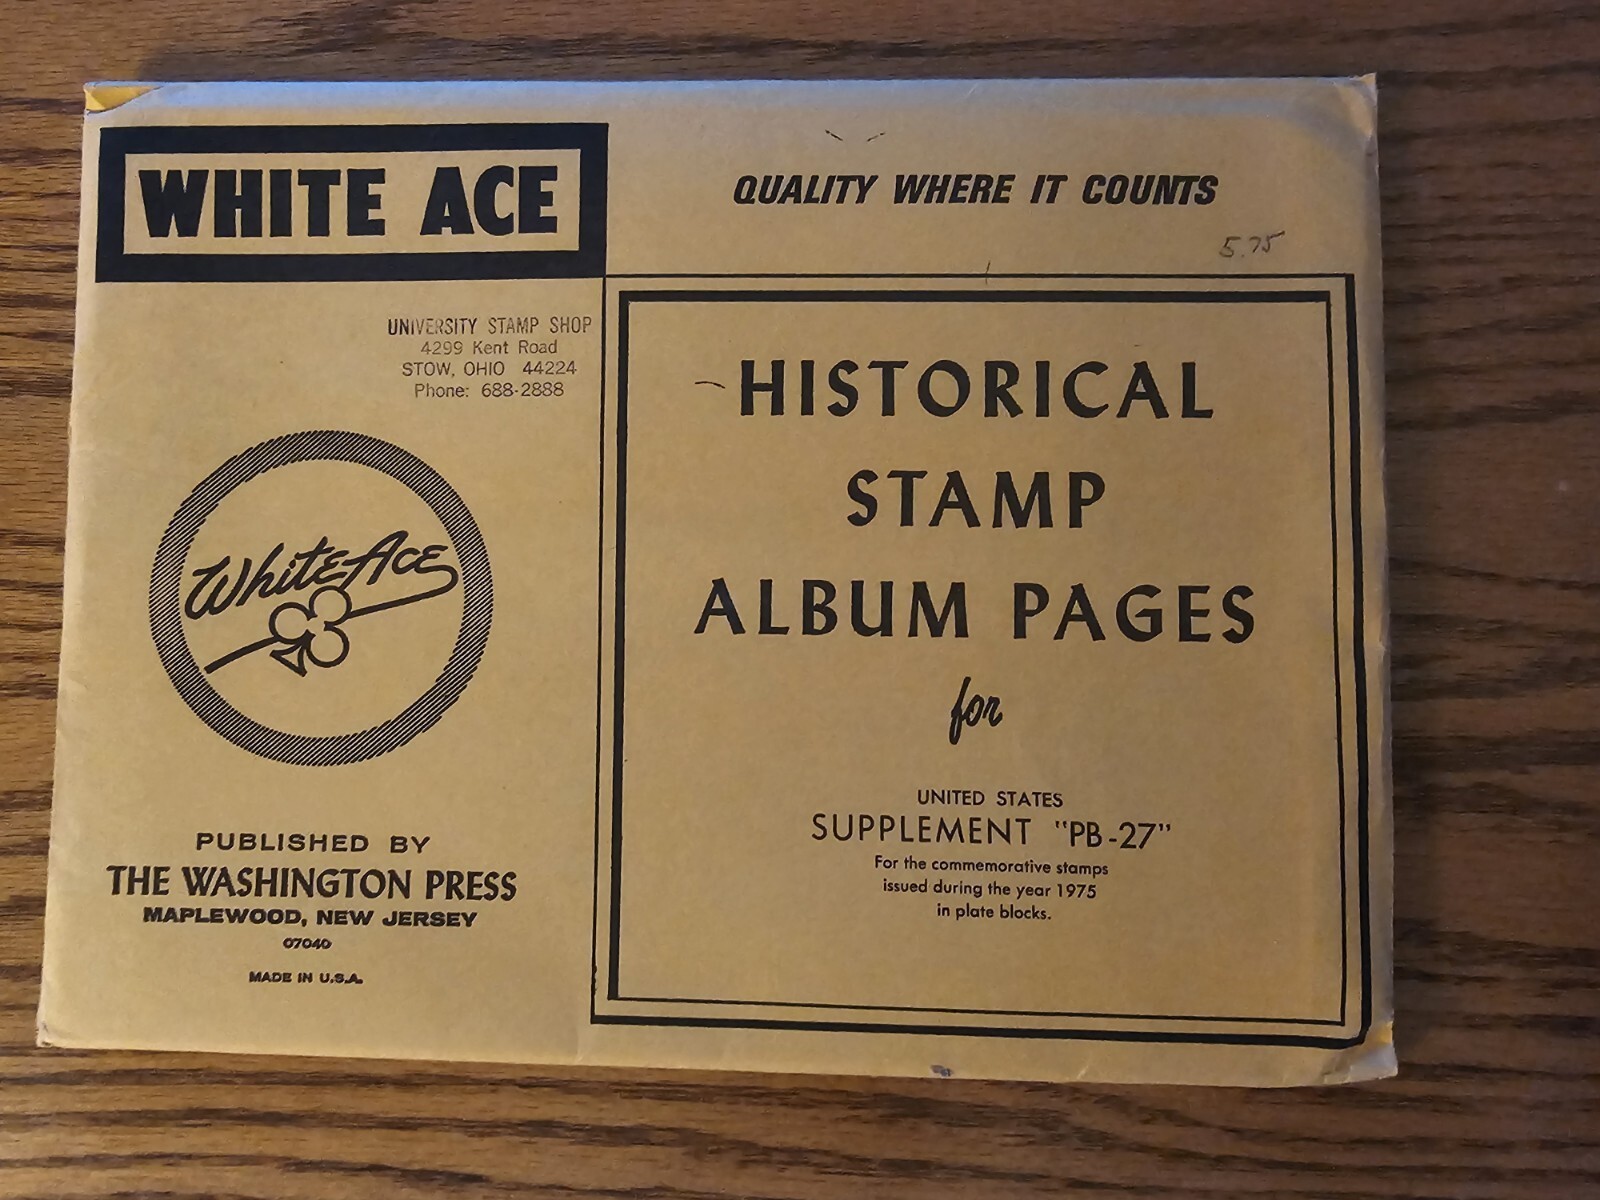 WHITE ACE
QUALITY WHERE IT COUNTS
5.75
UNIVERSITY STAMP SHOP
4299 Kent Road
STOW, OHIO 44224
Phone: 688-2888
White Ace
PUBLISHED BY
THE WASHINGTON PRESS
MAPLEWOOD, NEW JERSEY
07040
MADE IN U.S.A.
HISTORICAL
STAMP
ALBUM PAGES
for
UNITED STATES
SUPPLEMENT "PB-27"
For the commemorative stamps
issued during the year 1975
in plate blocks.